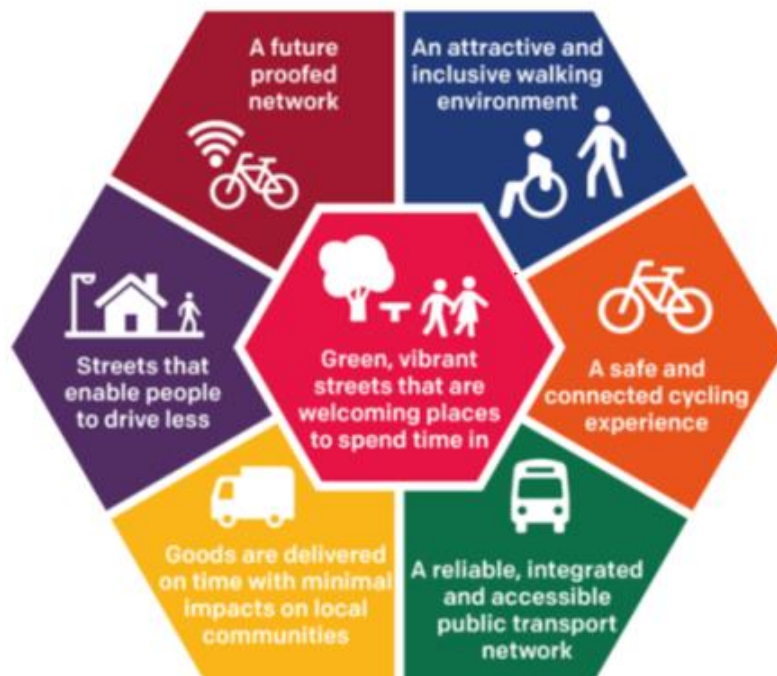 A future
proofed
network
An attractive and
inclusive walking
environment
Streets that
enable people
to drive less
Green, vibrant
streets that are
welcoming places
to spend time in
A safe and
connected cycling
experience
Goods are delivered
on time with minimal
impacts on local
communities
A reliable, integrated
and accessible
public transport
network